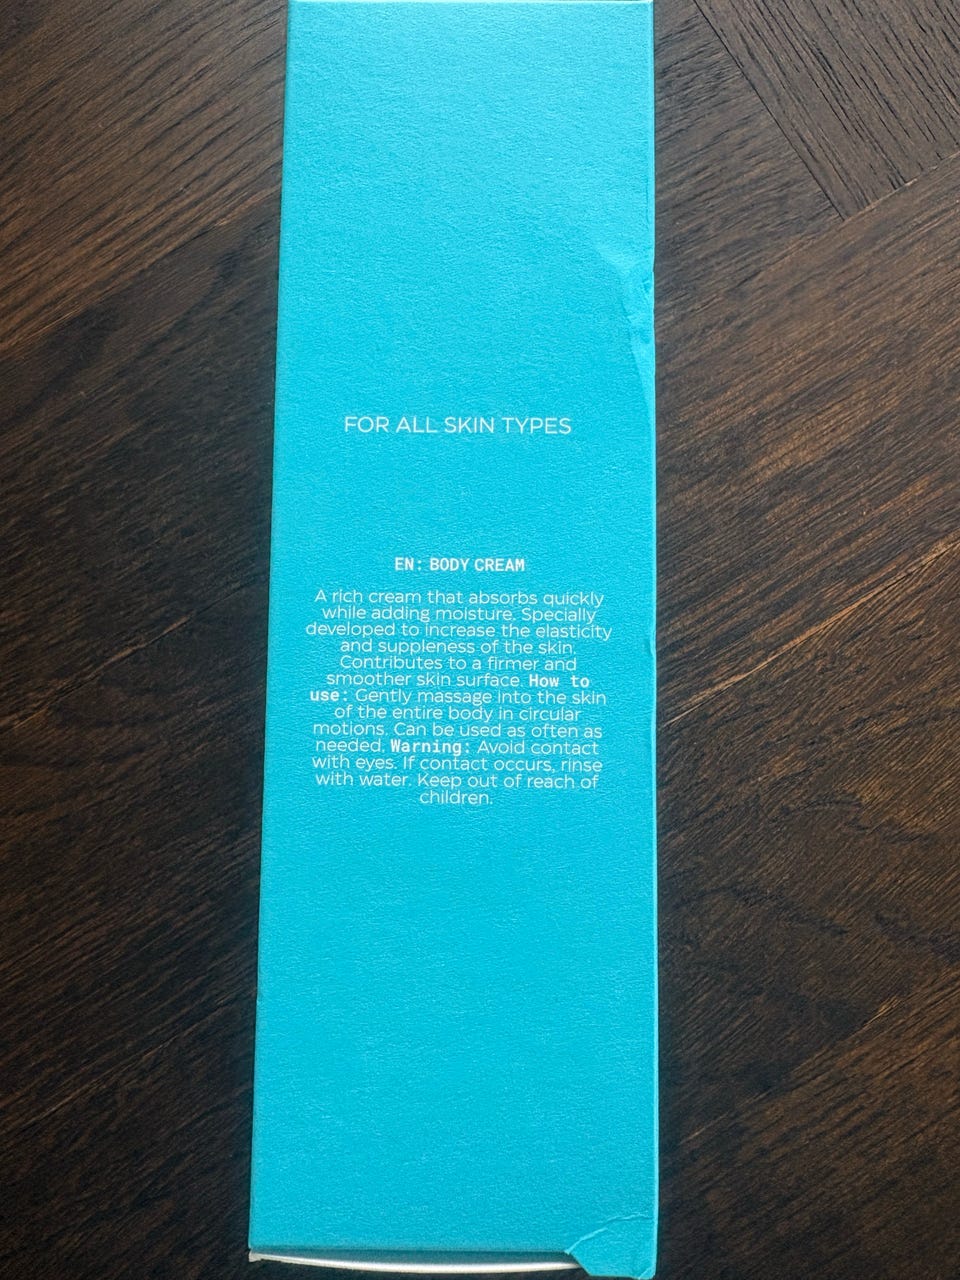 FOR ALL SKIN TYPES
EN: BODY CREAM
A rich cream that absorbs quickly
while adding moisture. Specially
developed to increase the elasticity
and suppleness of the skin.
Contributes to a firmer and
smoother skin surface. How to
use: Gently massage into the skin
of the entire body in circular
motions. Can be used as often as
needed. Warning: Avoid contact
with eyes. If contact occurs, rinse
with water. Keep out of reach of
children.